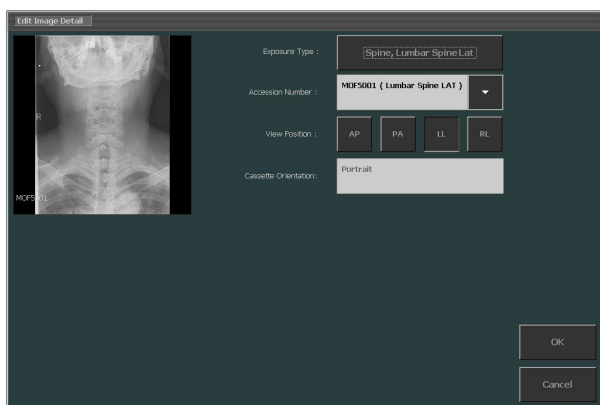 Edit Image Detail
Exposure Type :
Spine, Lumbar Spine Lat
Accession Number :
MOF5001 ( Lumbar Spine LAT )
View Position :
AP PA LL RL
Cassette Orientation:
Portrait
R
MOF5001
OK
Cancel